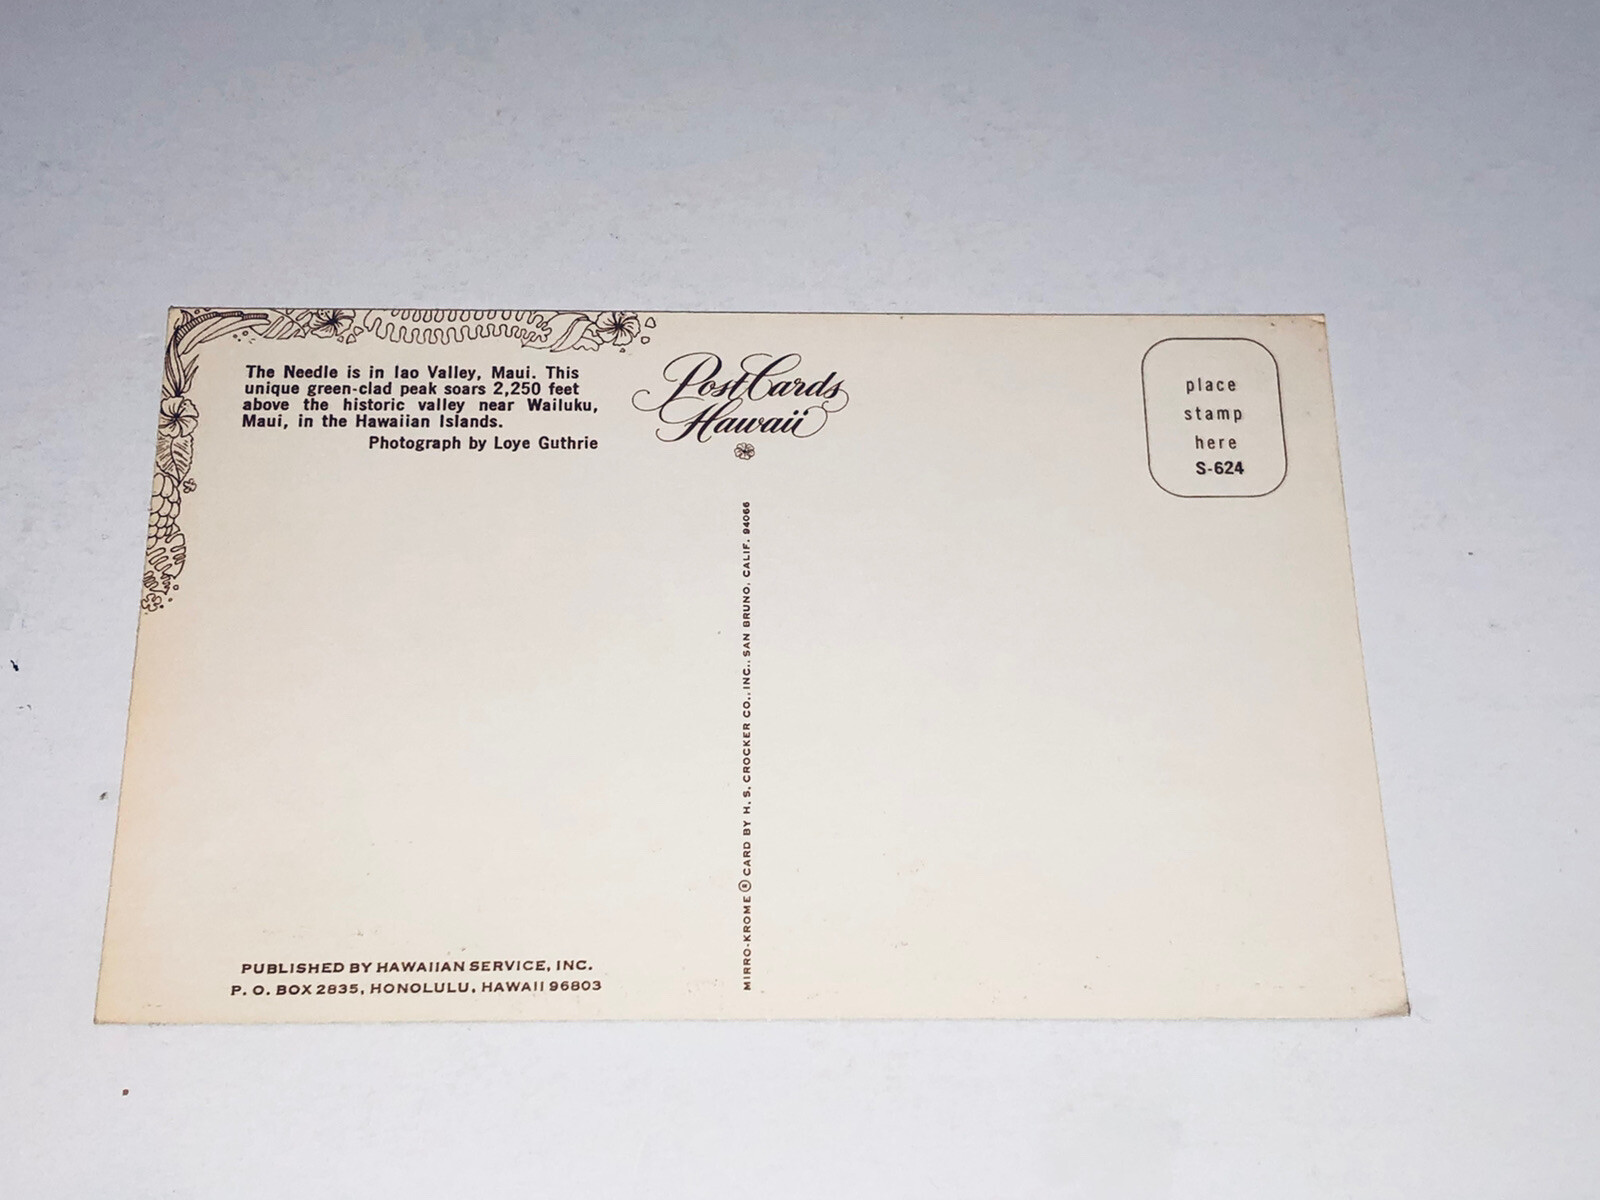 The Needle is in Iao Valley, Maui. This
unique green-clad peak soars 2,250 feet
above the historic valley near Wailuku,
Maui, in the Hawaiian Islands.
Photograph by Loye Guthrie
Post Cards
Hawaii
place
stamp
here
S-624
MIRRO-KROME ® CARD BY H. S. CROCKER CO., INC., SAN BRUNO, CALIF. 94066
PUBLISHED BY HAWAIIAN SERVICE, INC.
P. O. BOX 2835, HONOLULU, HAWAII 96803